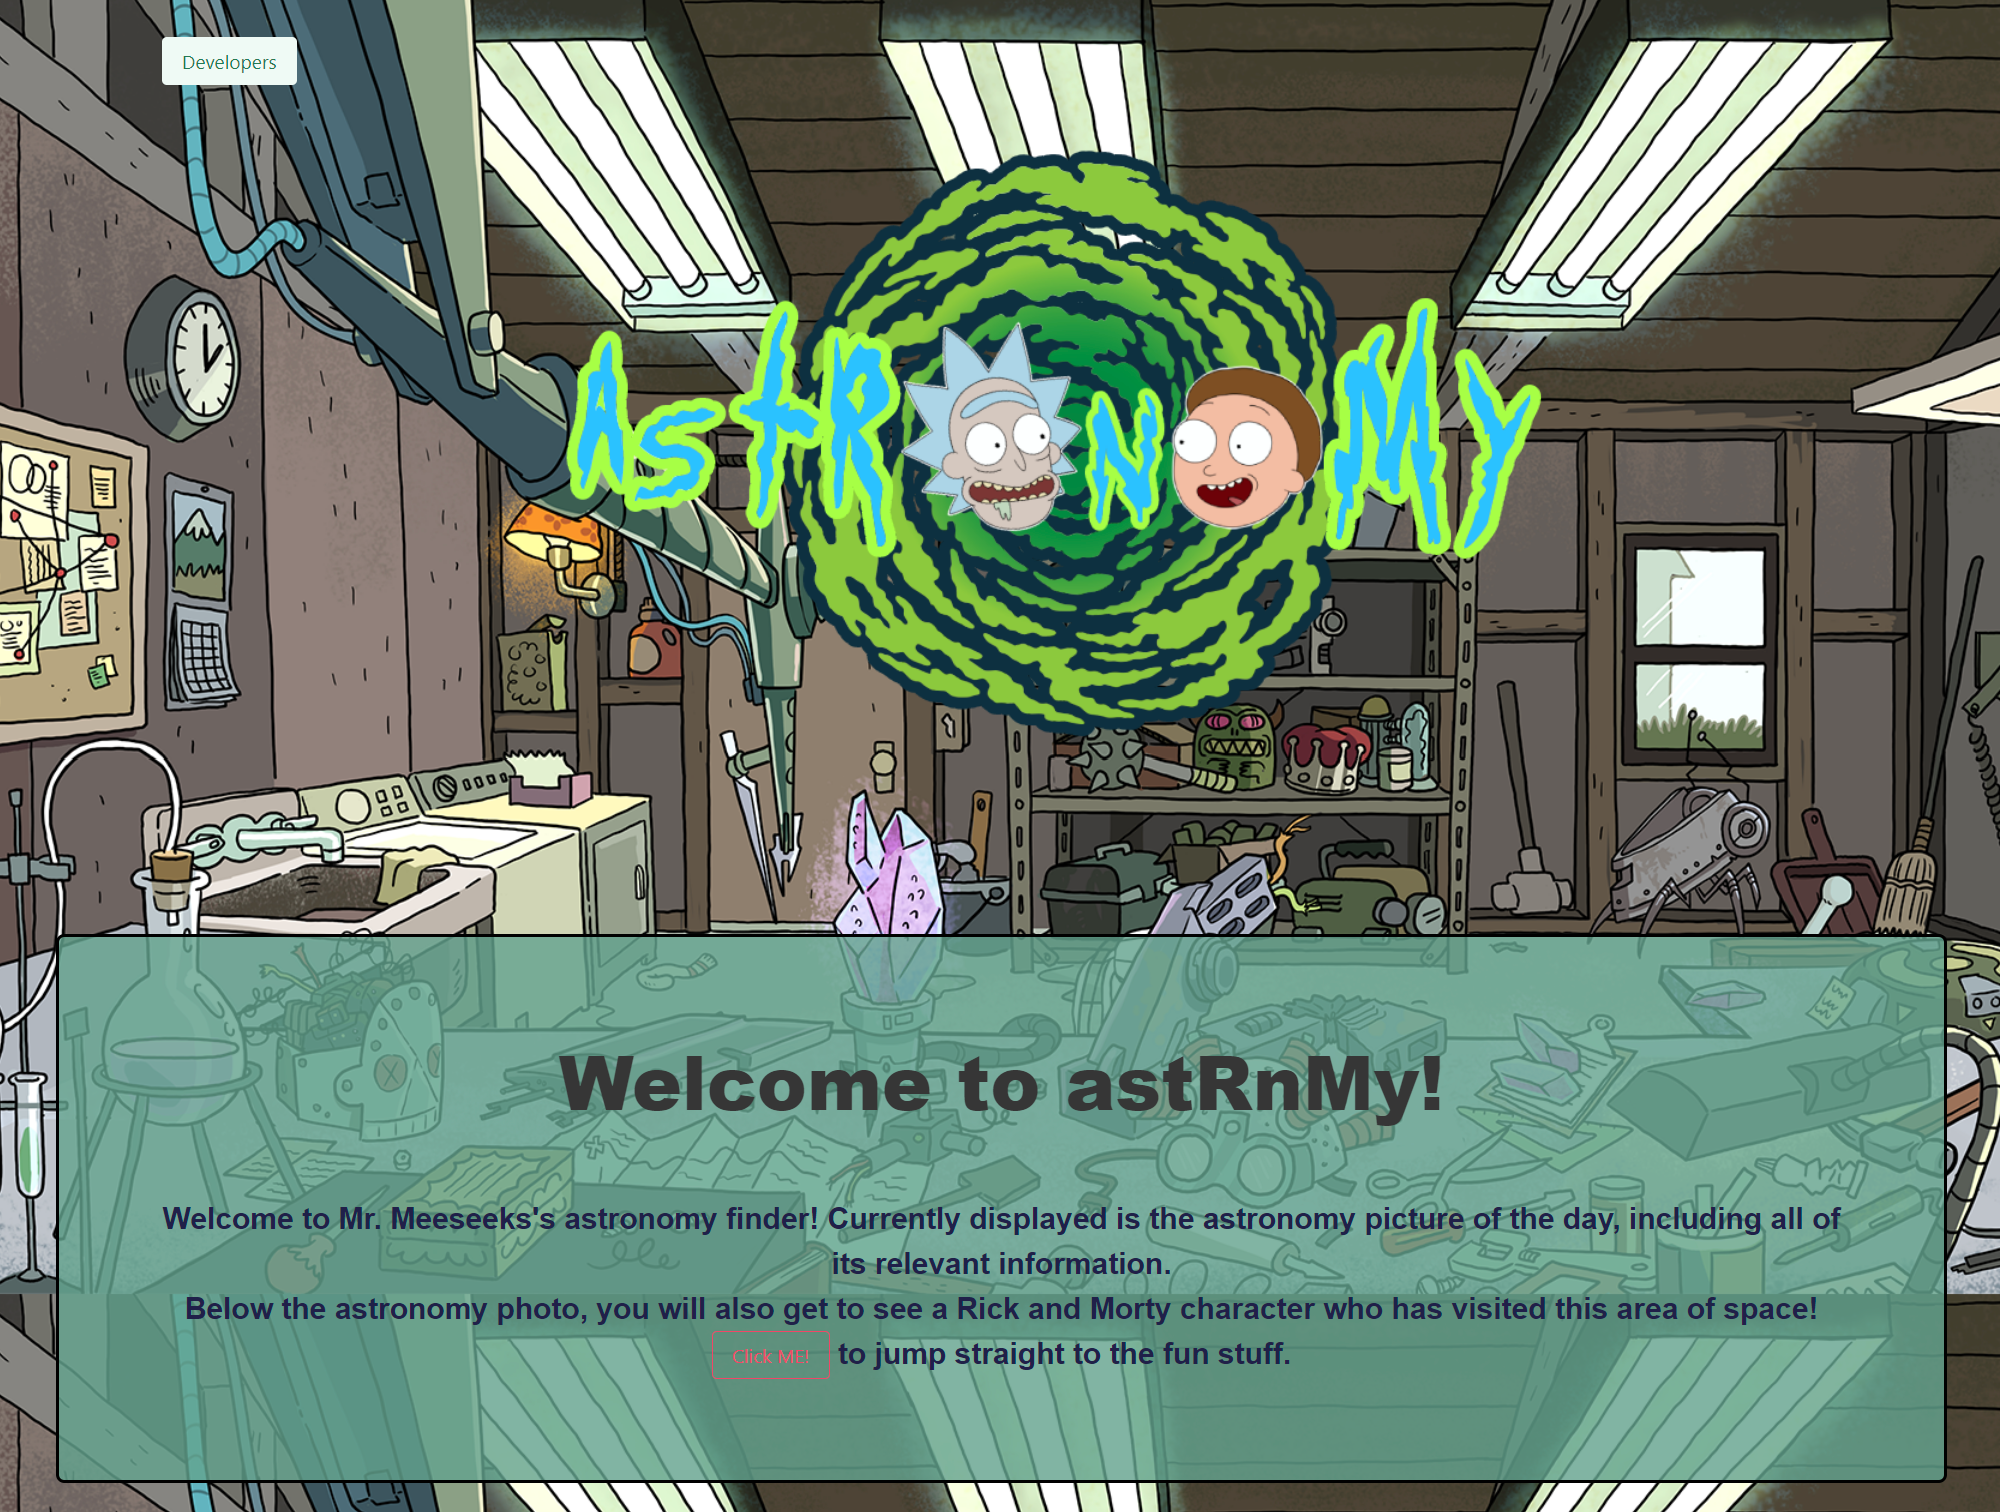 Developers
AstR N My
Welcome to astRnMy!
Welcome to Mr. Meeseeks's astronomy finder! Currently displayed is the astronomy picture of the day, including all of
its relevant information.
Below the astronomy photo, you will also get to see a Rick and Morty character who has visited this area of space!
Click ME! to jump straight to the fun stuff.